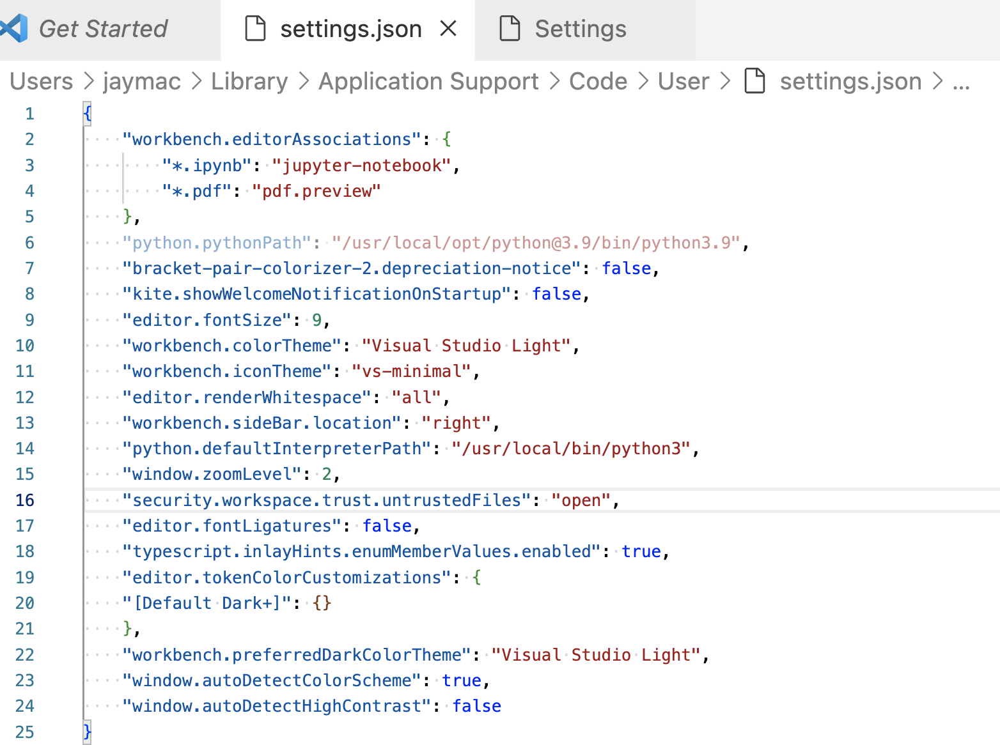 Get Started settings.json Settings
Users > jaymac > Library > Application Support > Code > User > settings.json > ...
1 {
2     "workbench.editorAssociations": {
3         "*.ipynb": "jupyter-notebook",
4         "*.pdf": "pdf.preview"
5     },
6     "python.pythonPath": "/usr/local/opt/python@3.9/bin/python3.9",
7     "bracket-pair-colorizer-2.depreciation-notice": false,
8     "kite.showWelcomeNotificationOnStartup": false,
9     "editor.fontSize": 9,
10     "workbench.colorTheme": "Visual Studio Light",
11     "workbench.iconTheme": "vs-minimal",
12     "editor.renderWhitespace": "all",
13     "workbench.sideBar.location": "right",
14     "python.defaultInterpreterPath": "/usr/local/bin/python3",
15     "window.zoomLevel": 2,
16     "security.workspace.trust.untrustedFiles": "open",
17     "editor.fontLigatures": false,
18     "typescript.inlayHints.enumMemberValues.enabled": true,
19     "editor.tokenColorCustomizations": {
20     "[Default Dark+]": {}
21     },
22     "workbench.preferredDarkColorTheme": "Visual Studio Light",
23     "window.autoDetectColorScheme": true,
24     "window.autoDetectHighContrast": false
25 }